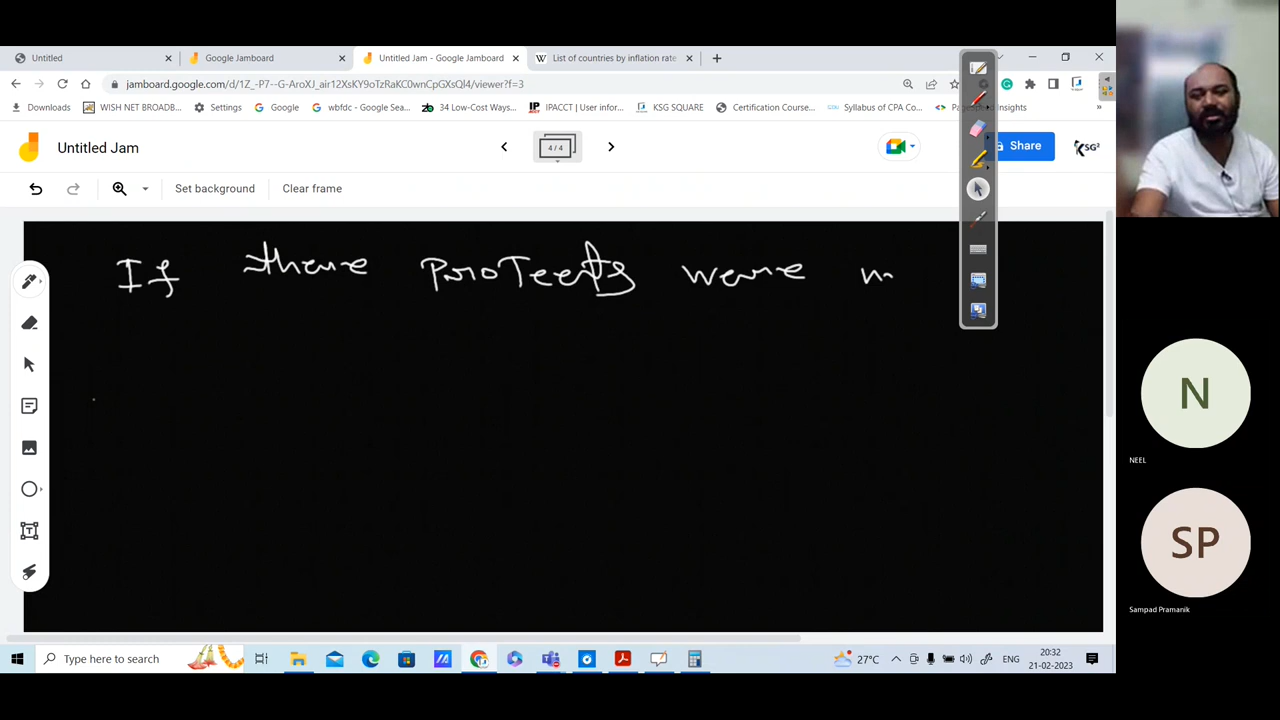 Untitled
Google Jamboard
Untitled Jam - Google Jamboard
List of countries by inflation rate
jamboard.google.com/d/1Z_-P7--G-AroXJ_air12XsKY9oTzRaKC0wnCpGXsQl4/viewer?f=3
Downloads WISH NET BROADB... Settings Google wbfdc - Google Sea... 34 Low-Cost Ways... IPACCT | User infor... KSG SQUARE Certification Course... Syllabus of CPA Co... PageSpeed Insights
Untitled Jam
4 / 4
Share
KSG²
Set background Clear frame
If there were
N
NEEL
SP
Sampad Pramanik
Type here to search
27°C
ENG
20:32
21-02-2023